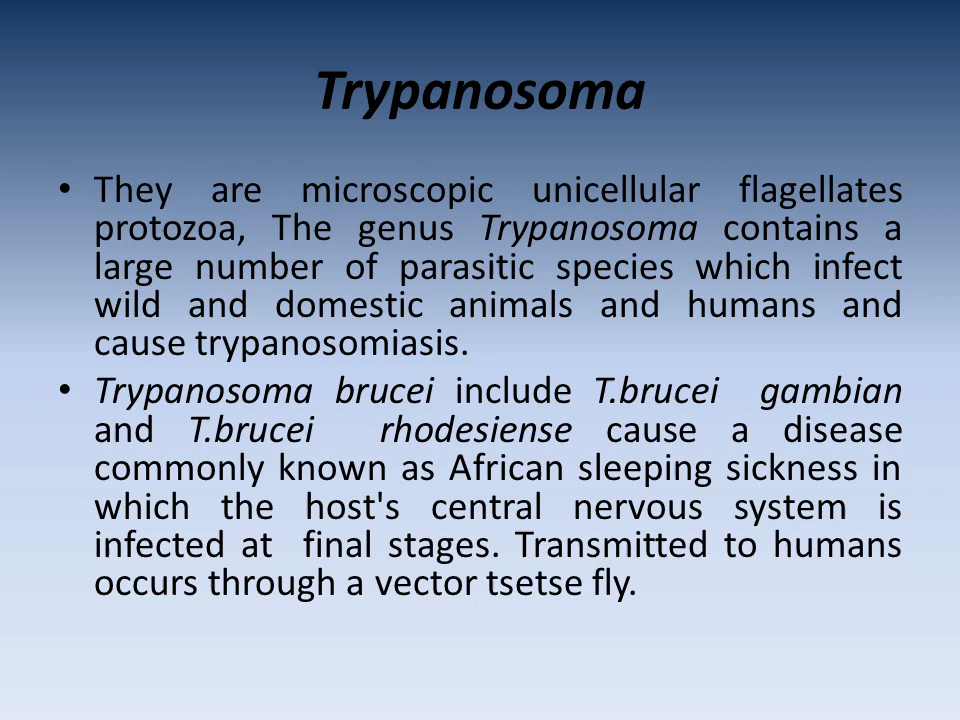 Trypanosoma
• They are microscopic unicellular flagellates
protozoa, The genus Trypanosoma contains a
large number of parasitic species which infect
wild and domestic animals and humans and
cause trypanosomiasis.
• Trypanosoma brucei include T.brucei gambian
and T.brucei rhodesiense cause a disease
commonly known as African sleeping sickness in
which the host's central nervous system is
infected at final stages. Transmitted to humans
occurs through a vector tsetse fly.